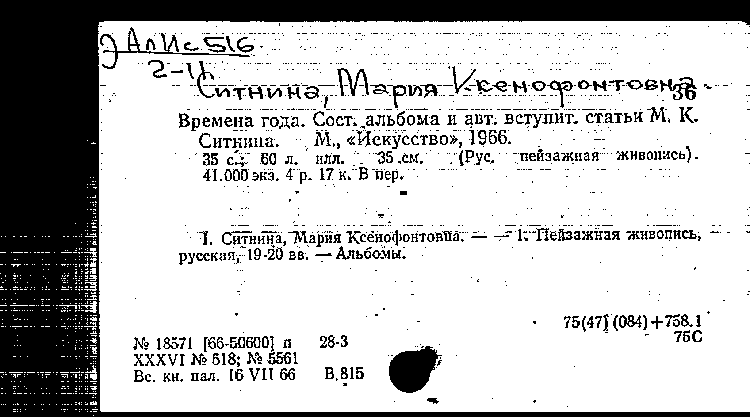 Э АлИс 516
2-11
Ситнина, Мария Ксенофонтовна.
36
Времена года. Сост. альбома и авт. вступит. статьи М. К.
Ситнина. М., «Искусство», 1966.
35 с.; 60 л. илл. 35 см. (Рус. пейзажная живопись).
41.000 экз. 4 р. 17 к. В пер.
I. Ситнина, Мария Ксенофонтовна. — — 1. Пейзажная живопись,
русская, 19-20 вв. — Альбомы.
75(47) (084)+758.1
75С
№ 18571 [66-50600] п 28-3
XXXVI № 618; № 5561
Вс. кн. пал. 16 VII 66 В.815